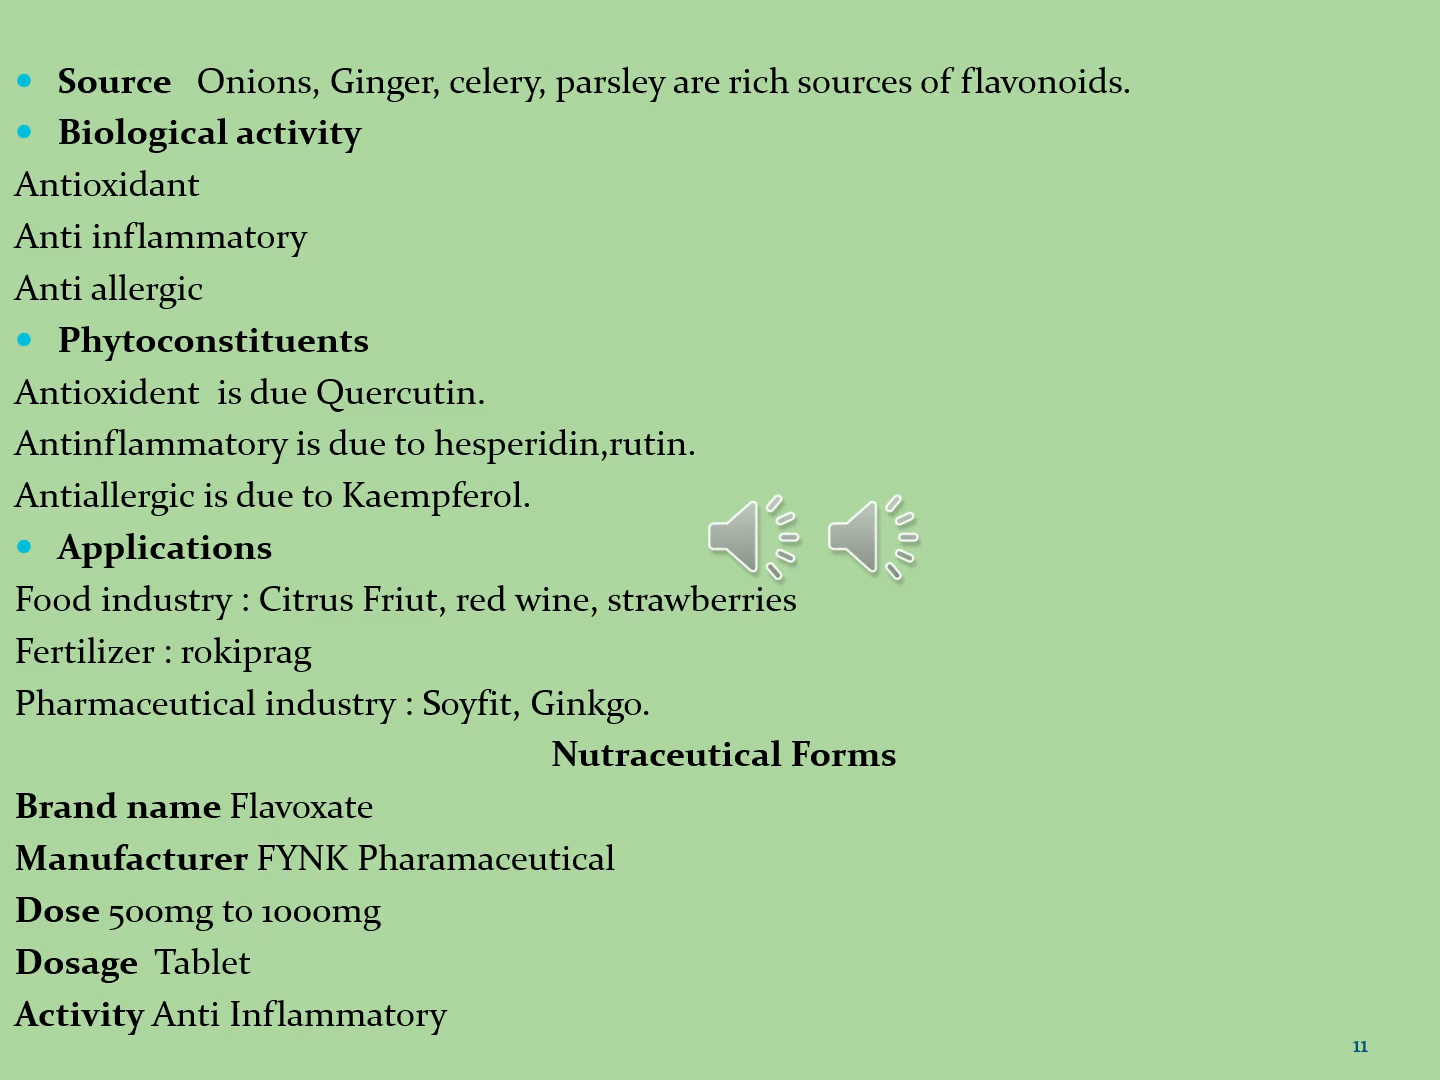 Source Onions, Ginger, celery, parsley are rich sources of flavonoids.
Biological activity
Antioxidant
Anti inflammatory
Anti allergic
Phytoconstituents
Antioxident is due Quercutin.
Antinflammatory is due to hesperidin,rutin.
Antiallergic is due to Kaempferol.
Applications
Food industry : Citrus Friut, red wine, strawberries
Fertilizer : rokiprag
Pharmaceutical industry : Soyfit, Ginkgo.
Nutraceutical Forms
Brand name Flavoxate
Manufacturer FYNK Pharamaceutical
Dose 500mg to 1000mg
Dosage Tablet
Activity Anti Inflammatory
11